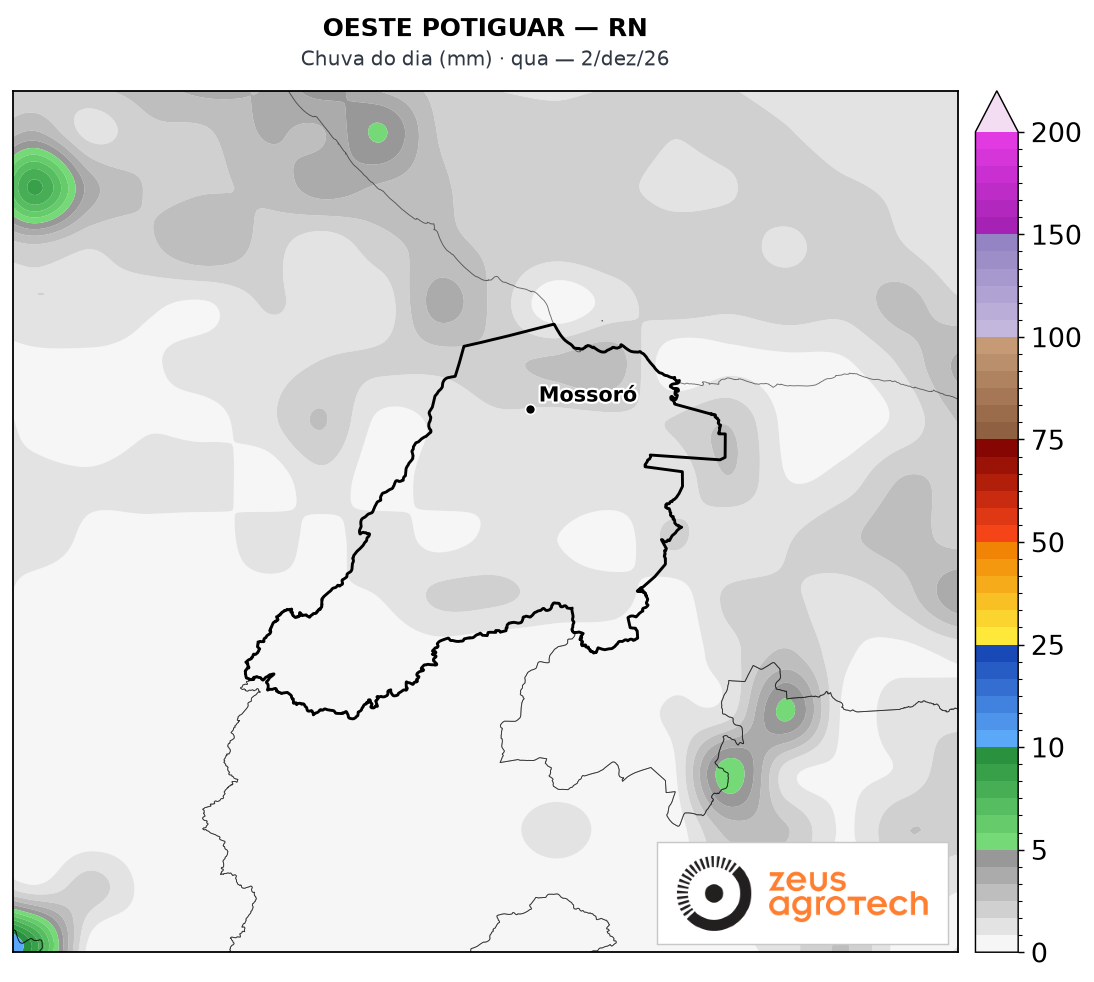 OESTE POTIGUAR — RN
Chuva do dia (mm) · qua — 2/dez/26
Mossoró
200
150
100
75
50
25
10
5
0
zeus
agrotech